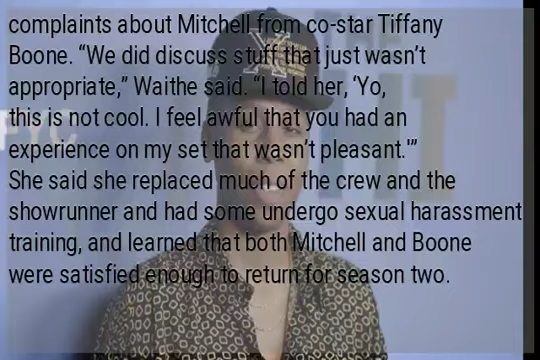 complaints about Mitchell from co-star Tiffany
Boone. “We did discuss stuff that just wasn’t
appropriate,” Waithe said. “I told her, ‘Yo,
this is not cool. I feel awful that you had an
experience on my set that wasn’t pleasant.’”
She said she replaced much of the crew and the
showrunner and had some undergo sexual harassment
training, and learned that both Mitchell and Boone
were satisfied enough to return for season two.